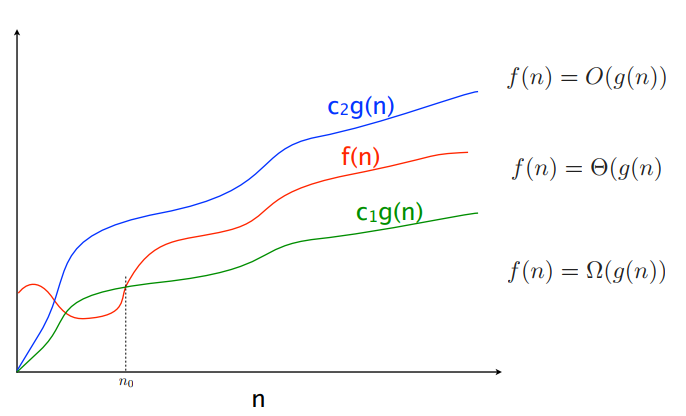 f(n) = O(g(n))
c₂g(n)
f(n)
f(n) = Θ(g(n)
c₁g(n)
f(n) = Ω(g(n))
n₀
n